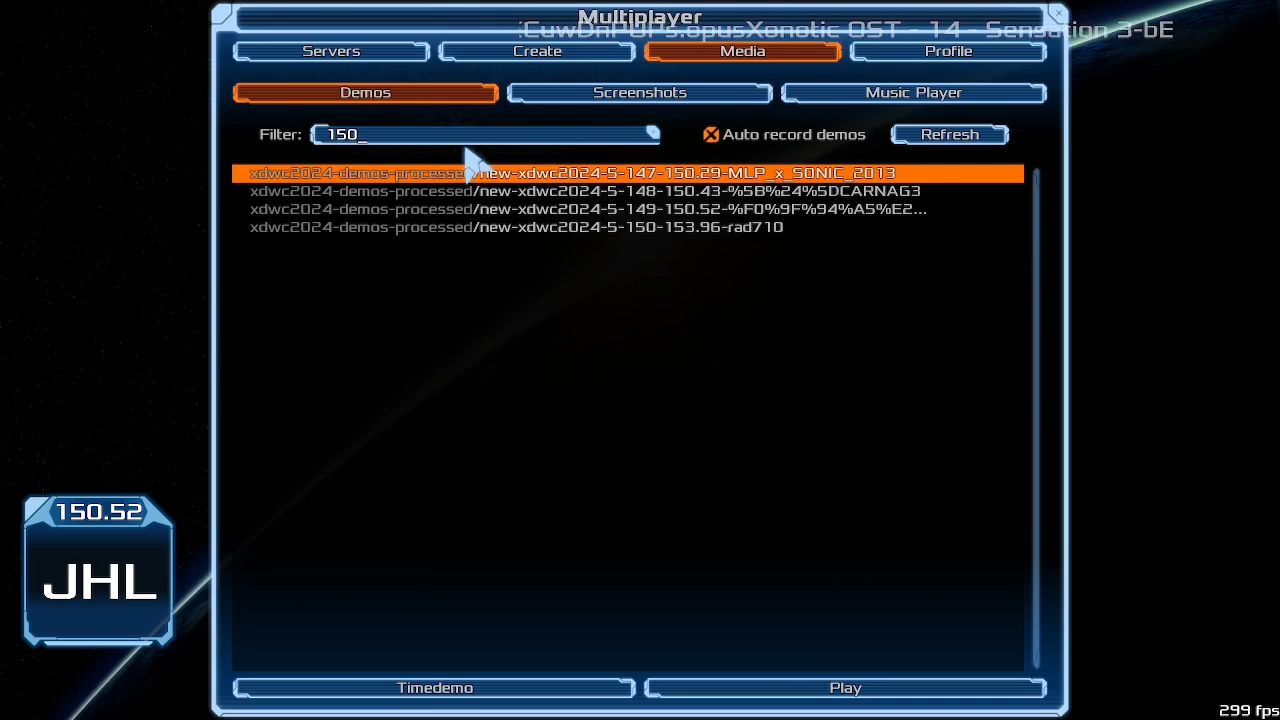 Multiplayer
:CuwDnPUPs.opusXonotic OST - 14 - Sensation 3-bE
Servers Create Media Profile
Demos Screenshots Music Player
Filter: 150_ Auto record demos Refresh
xdwc2024-demos-processed/new-xdwc2024-5-147-150.29-MLP_x_SONIC_2013
xdwc2024-demos-processed/new-xdwc2024-5-148-150.43-%5B%24%5DCARNAG3
xdwc2024-demos-processed/new-xdwc2024-5-149-150.52-%F0%9F%94%A5%E2...
xdwc2024-demos-processed/new-xdwc2024-5-150-153.96-rad710
150.52
JHL
Timedemo Play
299 fps